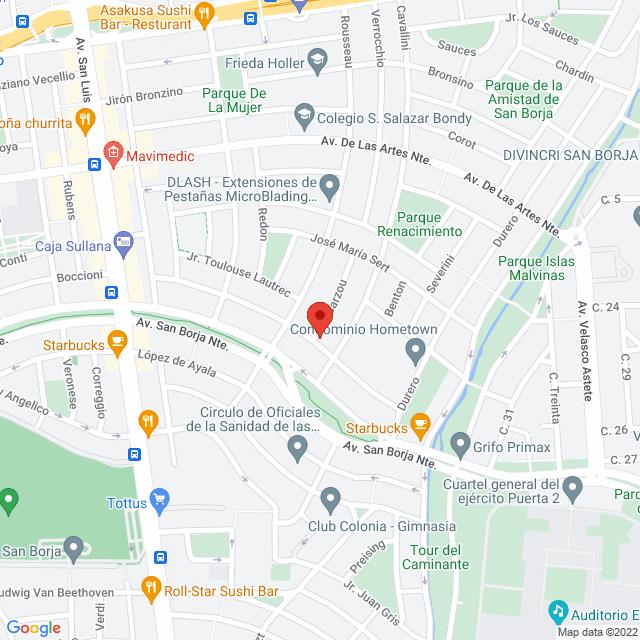 Asakusa Sushi
Bar - Resturant
Rousseau
Verrocchio
Cavallini
Jr. Los Sauces
Sauces
Av. San Luis
Frieda Holler
Bronsino
Chardin
ziano Vecellio
Jirón Bronzino
Parque De
La Mujer
Parque de la
Amistad de
San Borja
oña churrita
Colegio S. Salazar Bondy
Corot
oya
Mavimedic
Av. De Las Artes Nte.
DIVINCRI SAN BORJA
Av. De Las Artes Nte.
DLASH - Extensiones de
Pestañas MicroBlading...
Rubens
Redon
Parque
Renacimiento
Durero
C. 5
José María Sert
Caja Sullana
Conti
Jr. Toulouse Lautrec
Severini
Parque Islas
Malvinas
Boccioni
arzou
Benton
Av. San Borja Nte.
Condominio Hometown
Av. Velasco Astete
C. 24
Starbucks
López de Ayala
Veronese
Correggio
C. 29
C. Treinta
y Angelico
Durero
C. 31
Circulo de Oficiales
de la Sanidad de las...
Starbucks
C. 26
Av. San Borja Nte.
Grifo Primax
C. 27
Cuartel general del
ejército Puerta 2
Tottus
Club Colonia - Gimnasia
San Borja
Preising
Tour del
Caminante
udwig Van Beethoven
Verdi
Roll-Star Sushi Bar
Jr. Juan Gris
Auditorio E
Google
Map data ©2022